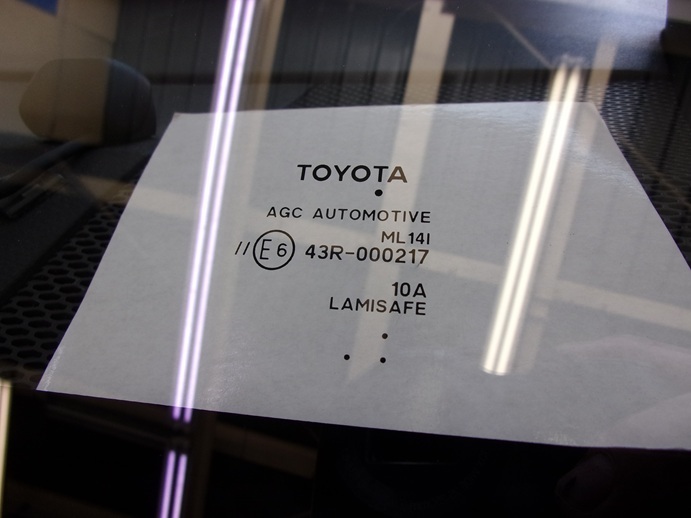 TOYOTA
AGC AUTOMOTIVE
ML14I
//E6 43R-000217
10A
LAMISAFE